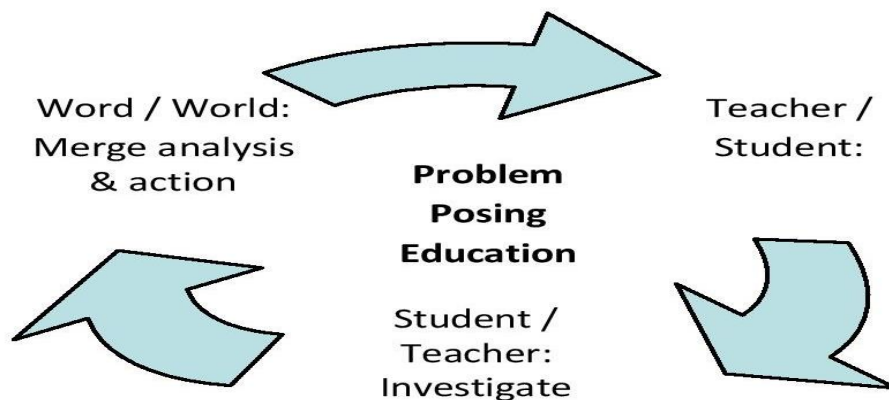 Word / World:
Merge analysis
& action
Teacher /
Student:
Problem
Posing
Education
Student /
Teacher:
Investigate